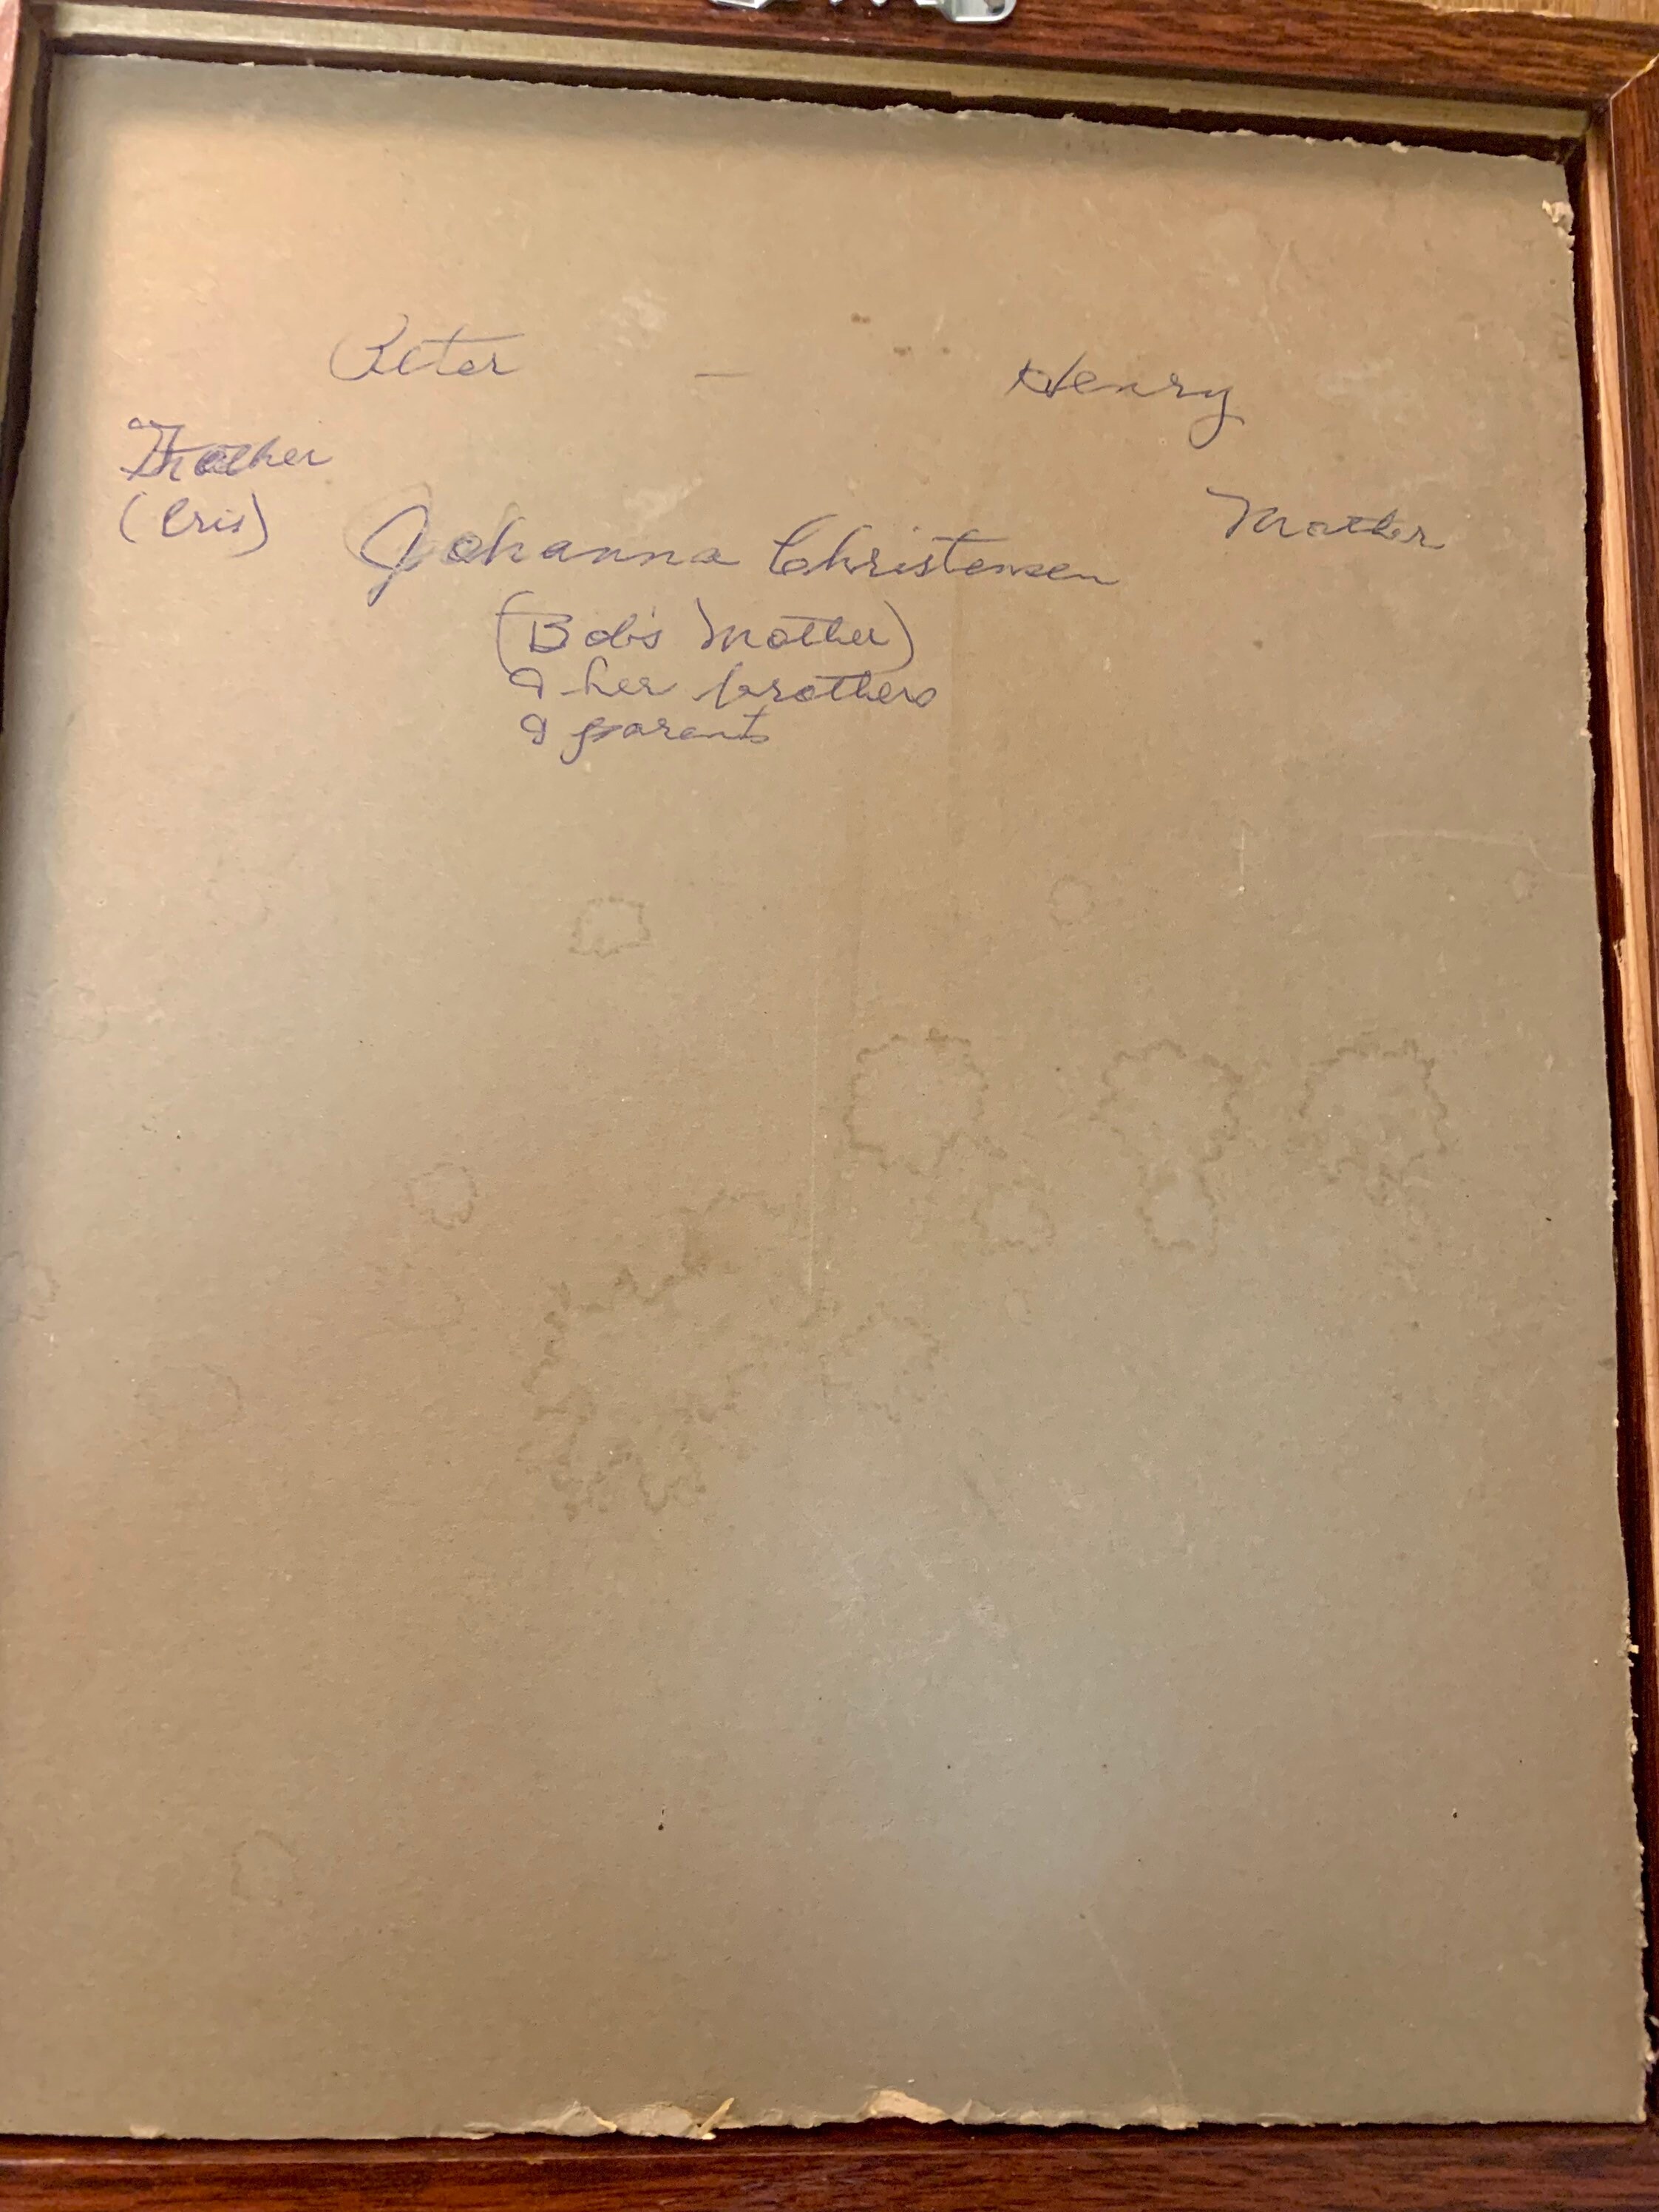 Peter — Henry
Father
(Cris)
Mother
Johanna Christensen
(Bob's Mother)
& her brothers
& parents